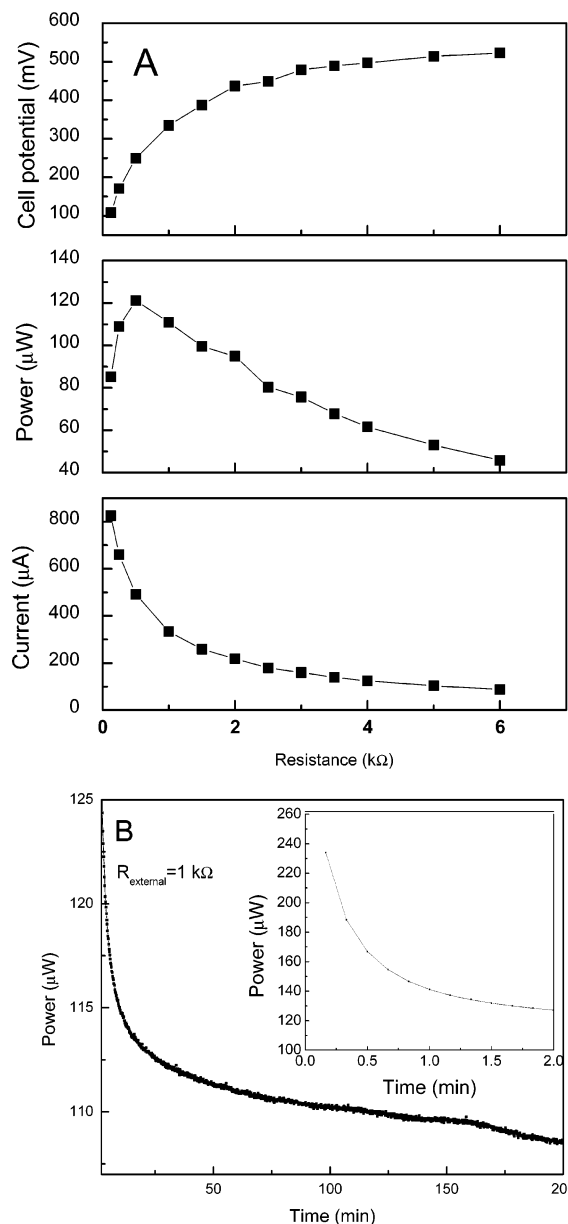 A
Cell potential (mV)
600
500
400
300
200
100
Power (μW)
140
120
100
80
60
40
Current (μA)
800
600
400
200
0
0 2 4 6
Resistance (kΩ)
B
R_external=1 kΩ
Power (μW)
125
120
115
110
50 100 150 200
Time (min)
Power (μW)
260
240
220
200
180
160
140
120
100
0.0 0.5 1.0 1.5 2.0
Time (min)